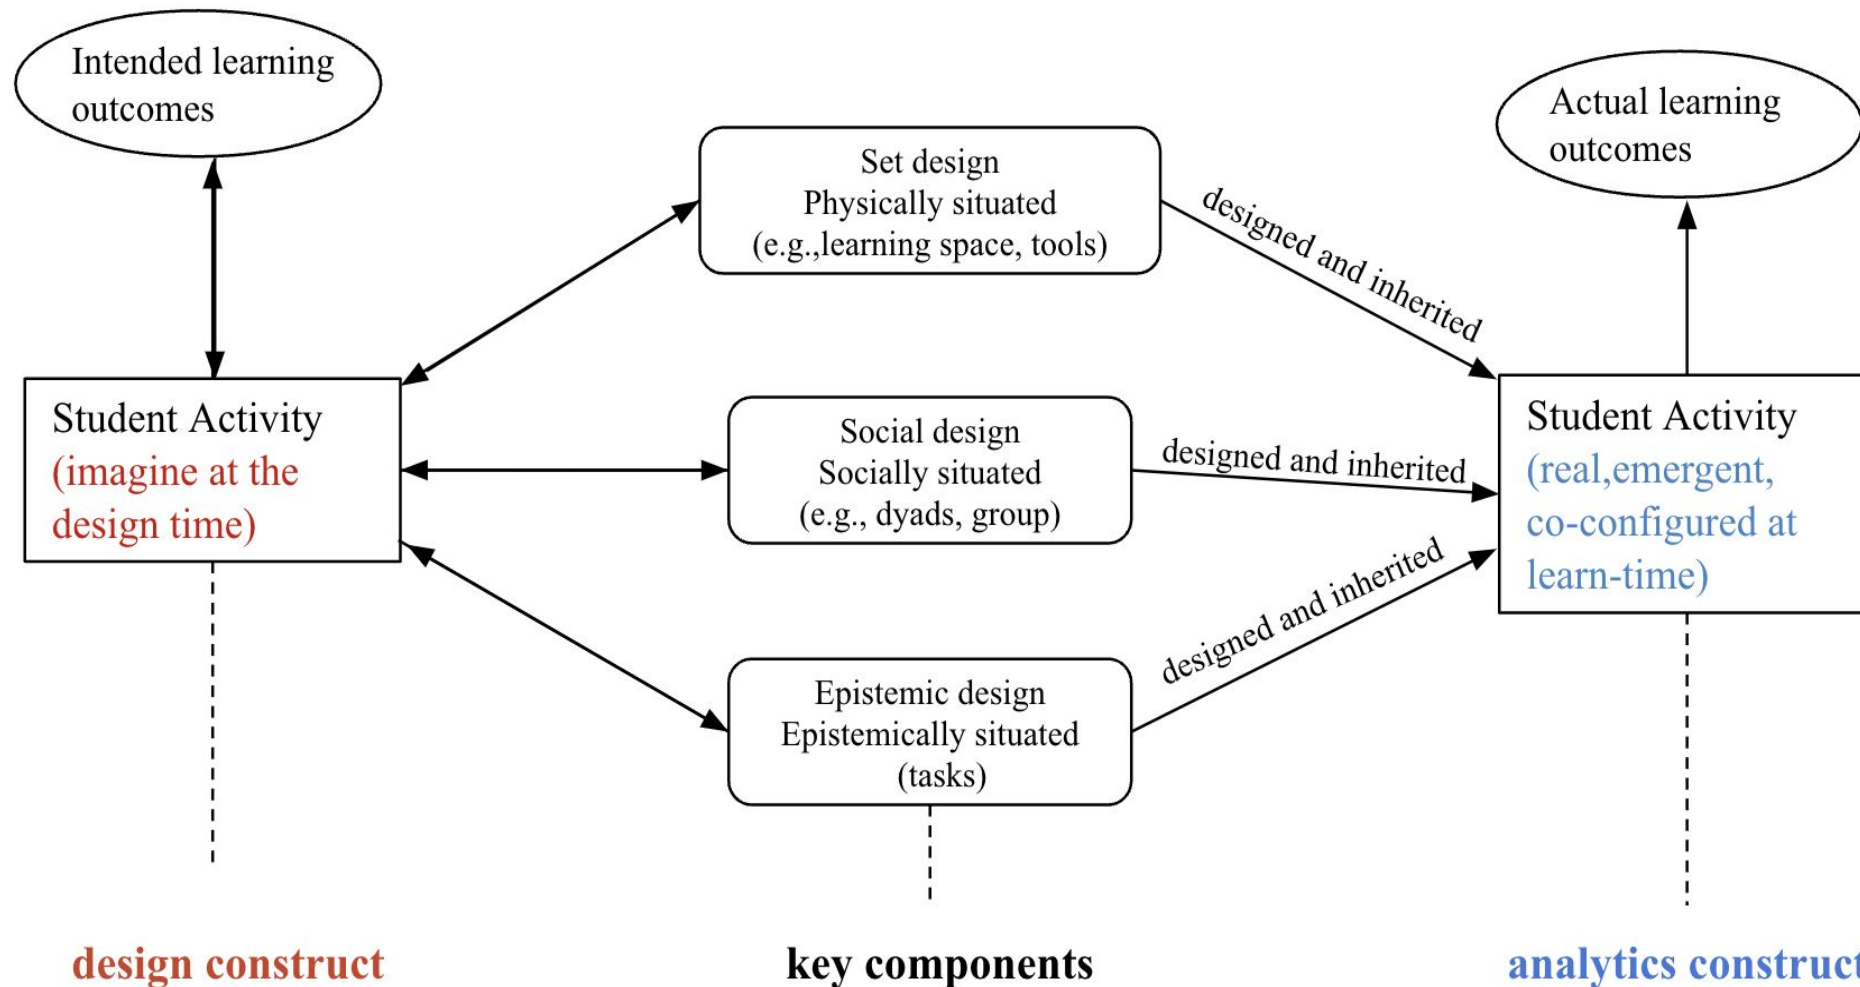 Intended learning
outcomes
Actual learning
outcomes
Set design
Physically situated
(e.g.,learning space, tools)
designed and inherited
Student Activity
(imagine at the
design time)
Social design
Socially situated
(e.g., dyads, group)
designed and inherited
Student Activity
(real,emergent,
co-configured at
learn-time)
Epistemic design
Epistemically situated
(tasks)
designed and inherited
design construct
key components
analytics construct